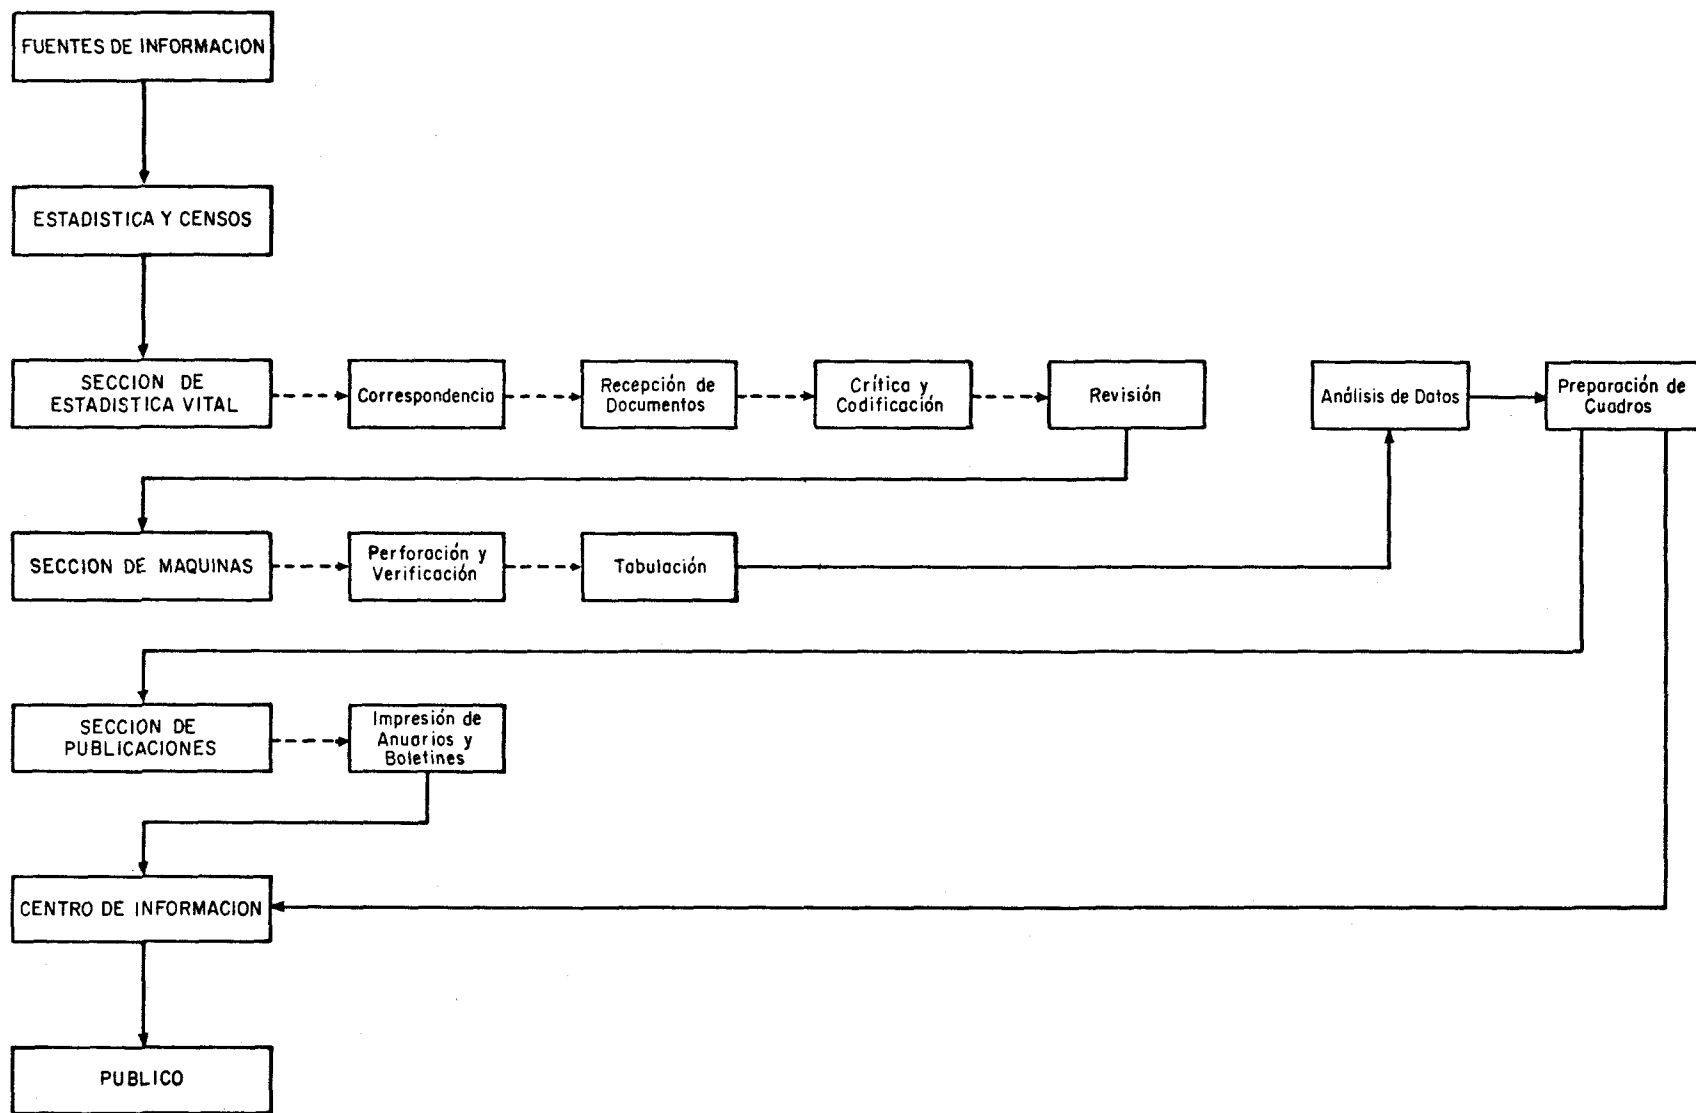 FUENTES DE INFORMACION
ESTADISTICA Y CENSOS
SECCION DE
ESTADISTICA VITAL
Correspondencia
Recepción de
Documentos
Crítica y
Codificación
Revisión
Análisis de Datos
Preparación de
Cuadros
SECCION DE MAQUINAS
Perforación y
Verificación
Tabulación
SECCION DE
PUBLICACIONES
Impresión de
Anuarios y
Boletines
CENTRO DE INFORMACION
PUBLICO